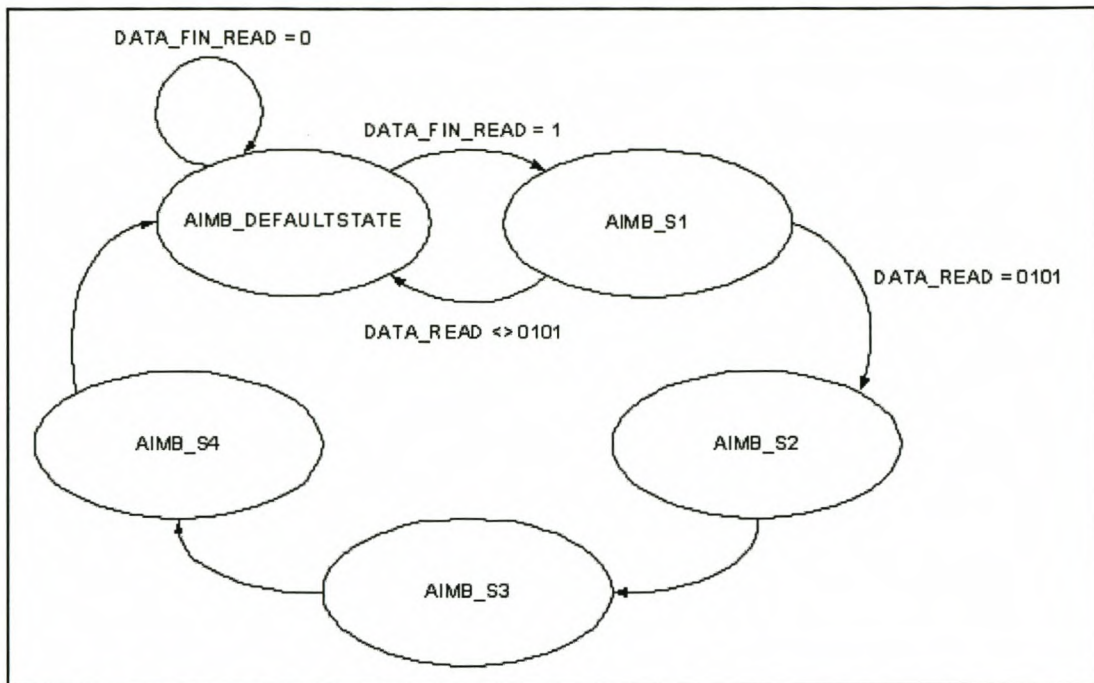 DATA_FIN_READ = 0
DATA_FIN_READ = 1
AIMB_DEFAULTSTATE
AIMB_S1
DATA_READ = 0101
DATA_READ <> 0101
AIMB_S4
AIMB_S2
AIMB_S3